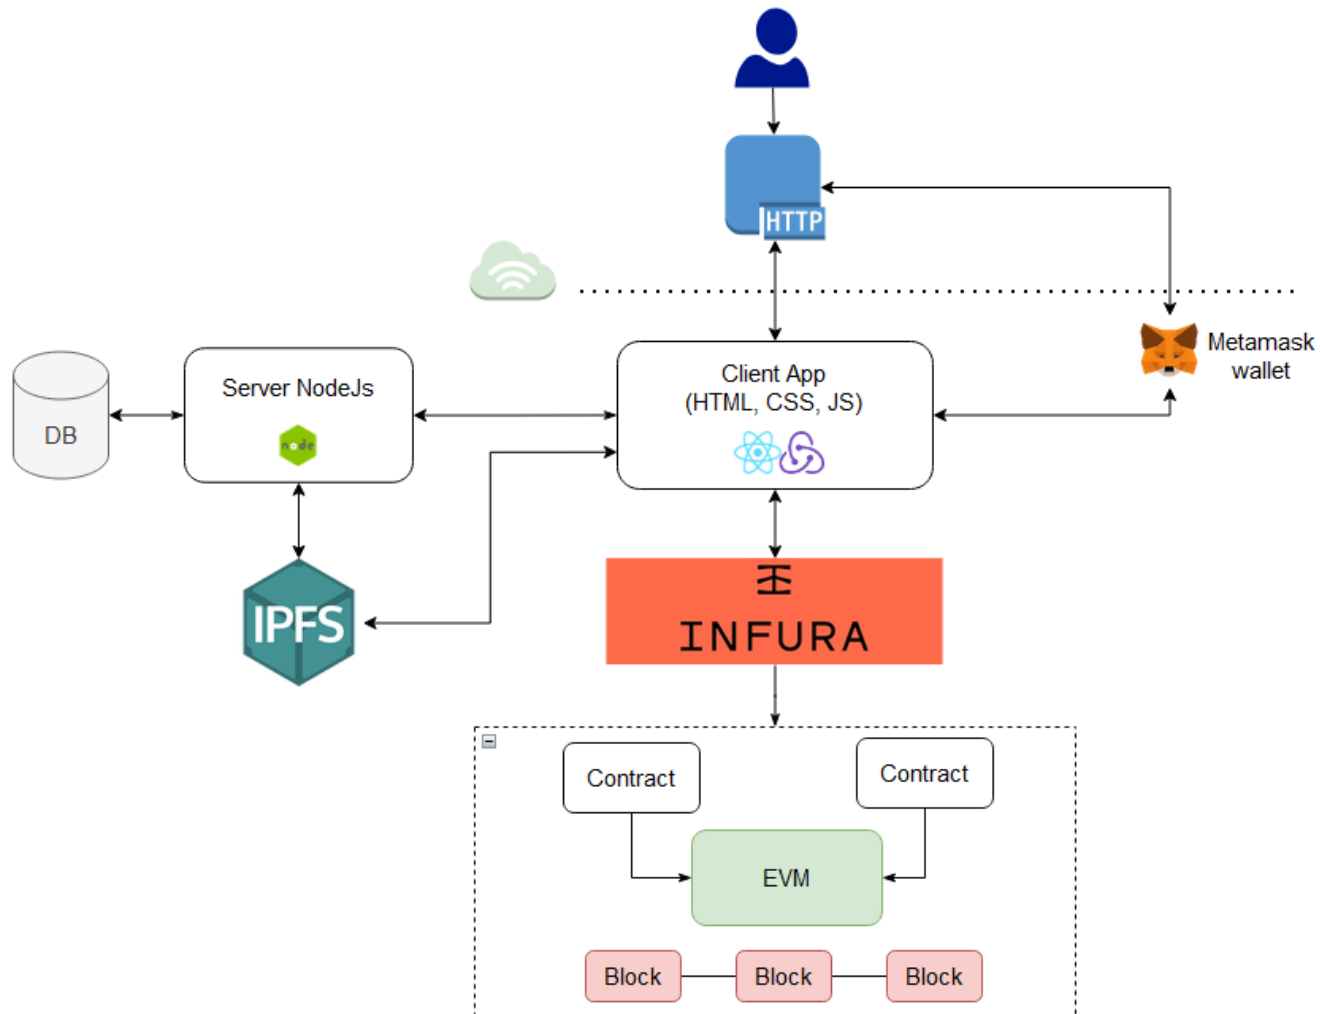 HTTP
Metamask
wallet
Client App
(HTML, CSS, JS)
Server NodeJs
node
DB
IPFS
INFURA
Contract
Contract
EVM
Block
Block
Block